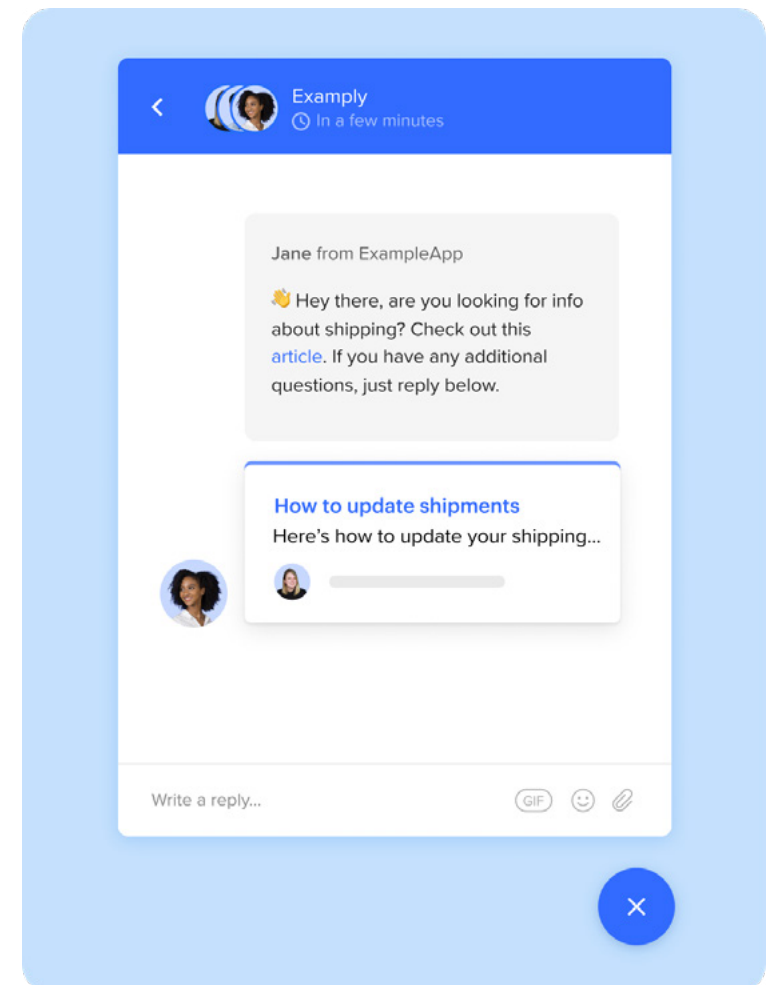 Examply
In a few minutes
Jane from ExampleApp
👋 Hey there, are you looking for info
about shipping? Check out this
article. If you have any additional
questions, just reply below.
How to update shipments
Here’s how to update your shipping...
Write a reply...
GIF